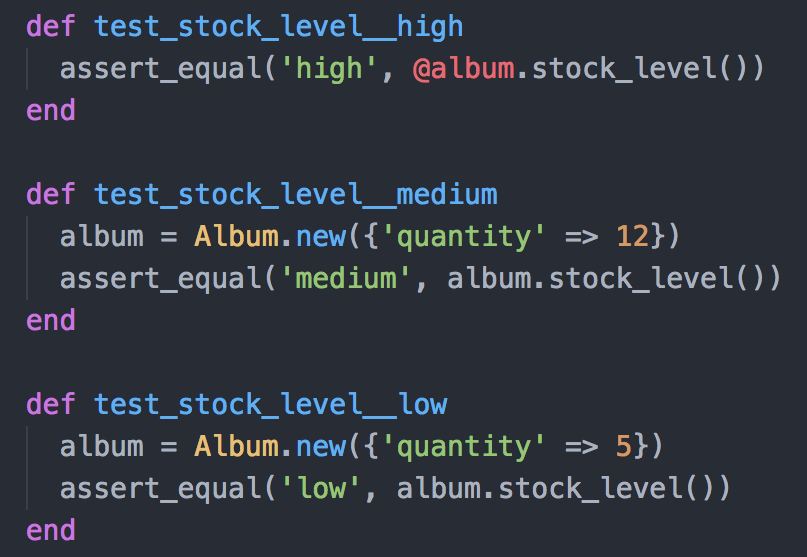 def test_stock_level__high
  assert_equal('high', @album.stock_level())
end

def test_stock_level__medium
  album = Album.new({'quantity' => 12})
  assert_equal('medium', album.stock_level())
end

def test_stock_level__low
  album = Album.new({'quantity' => 5})
  assert_equal('low', album.stock_level())
end